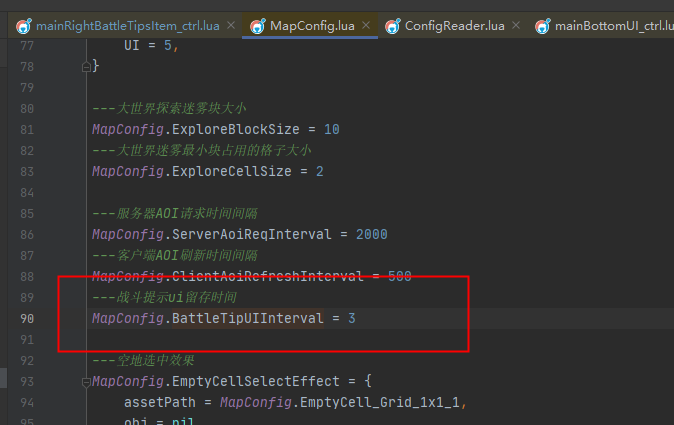 mainRightBattleTipsItem_ctrl.lua × MapConfig.lua × ConfigReader.lua × mainBottomUI_ctrl.lu
77 UI = 5,
78 }
79
80 ---大世界探索迷雾块大小
81 MapConfig.ExploreBlockSize = 10
82 ---大世界迷雾最小块占用的格子大小
83 MapConfig.ExploreCellSize = 2
84
85 ---服务器AOI请求时间间隔
86 MapConfig.ServerAoiReqInterval = 2000
87 ---客户端AOI刷新时间间隔
88 MapConfig.ClientAoiRefreshInterval = 500
89 ---战斗提示ui留存时间
90 MapConfig.BattleTipUIInterval = 3
91
92 ---空地选中效果
93 MapConfig.EmptyCellSelectEffect = {
94 assetPath = MapConfig.EmptyCell_Grid_1x1_1,
95 obj = nil